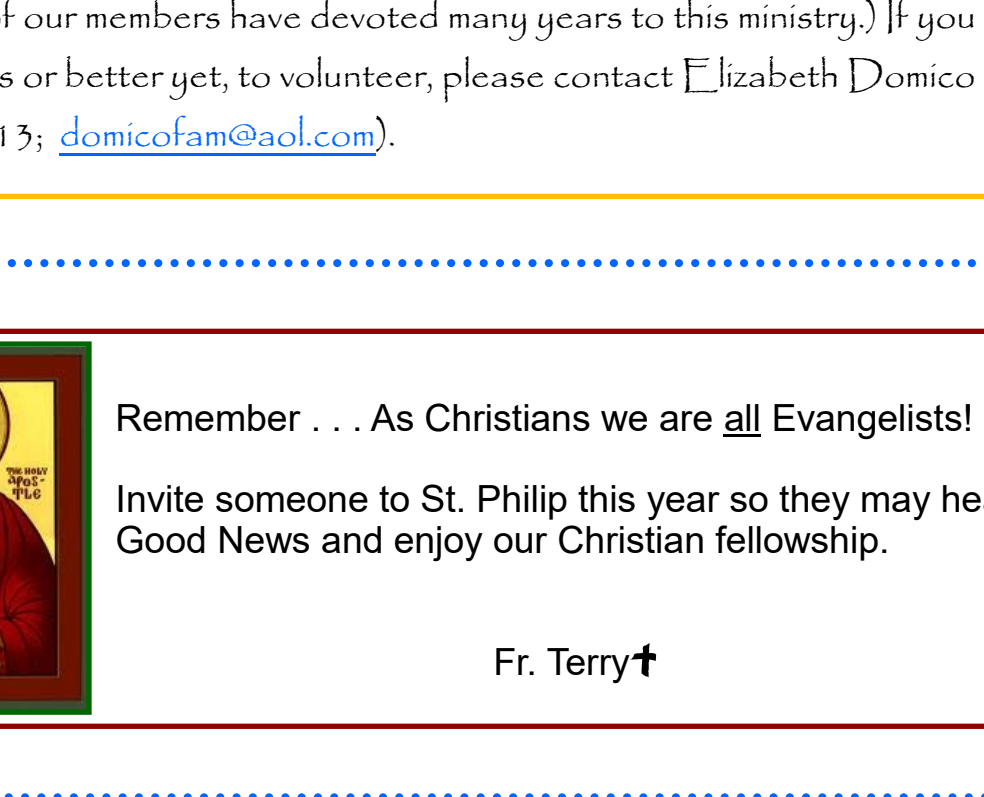 of our members have devoted many years to this ministry.) If you
s or better yet, to volunteer, please contact Elizabeth Domico
13; domicofam@aol.com).
Remember . . . As Christians we are all Evangelists!
THE HOLY
APOS-
TLE
Invite someone to St. Philip this year so they may hea
Good News and enjoy our Christian fellowship.
Fr. Terry✝